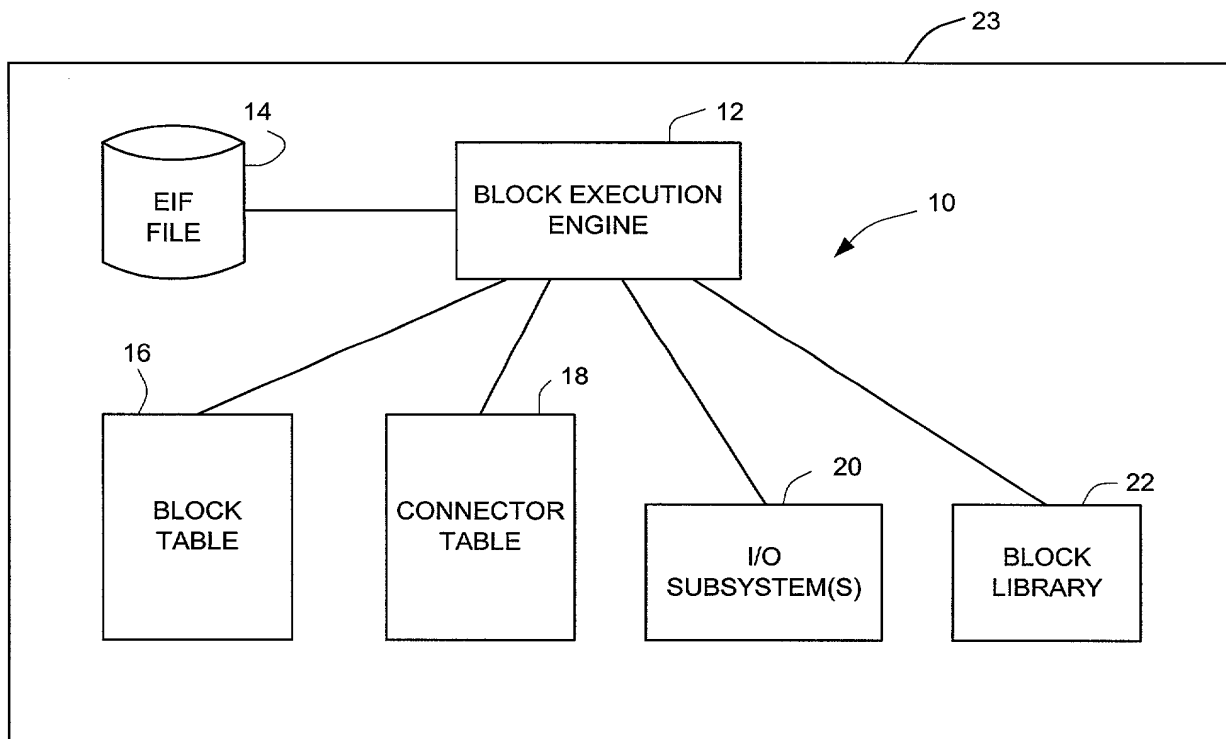 23
14
12
EIF
FILE
BLOCK EXECUTION
ENGINE
10
16
18
20
22
BLOCK
TABLE
CONNECTOR
TABLE
I/O
SUBSYSTEM(S)
BLOCK
LIBRARY